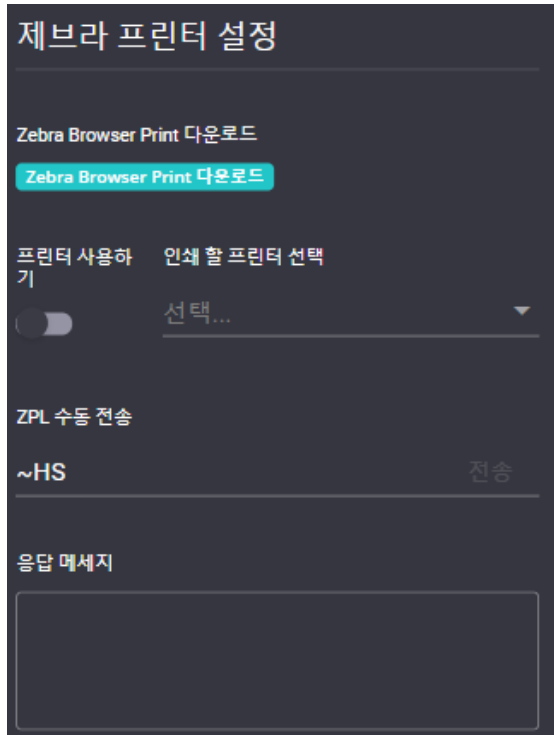 제브라 프린터 설정
Zebra Browser Print 다운로드
Zebra Browser Print 다운로드
프린터 사용하
기
인쇄 할 프린터 선택
선택...
ZPL 수동 전송
~HS
전송
응답 메세지